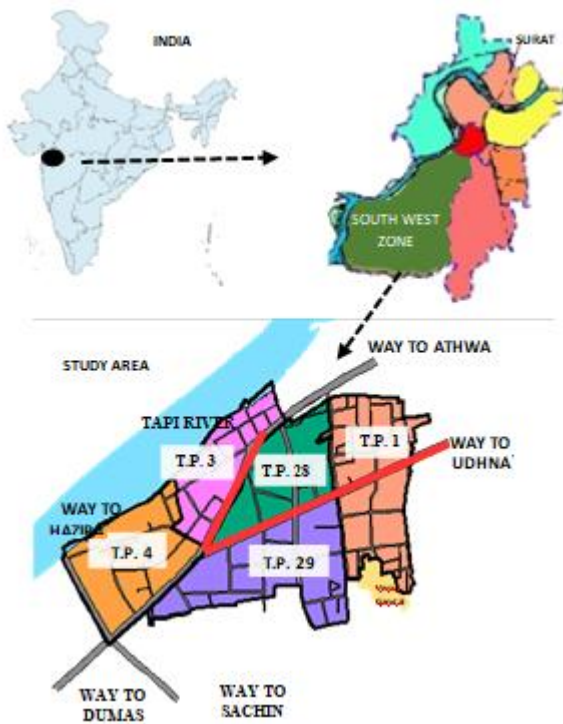 INDIA
SURAT
SOUTH WEST
ZONE
STUDY AREA
WAY TO ATHWA
TAPI RIVER
T.P. 1
T.P. 3
T.P. 28
WAY TO
UDHNA
WAY TO
T.P. 4
T.P. 29
WAY TO
DUMAS
WAY TO
SACHIN